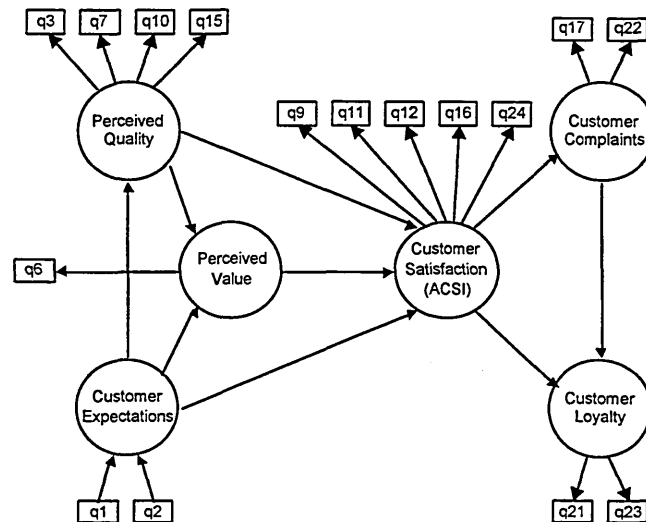 q3 q7 q10 q15
q17 q22
q9 q11 q12 q16 q24
Perceived
Quality
Customer
Complaints
q6
Perceived
Value
Customer
Satisfaction
(ACSI)
Customer
Expectations
Customer
Loyalty
q1 q2
q21 q23